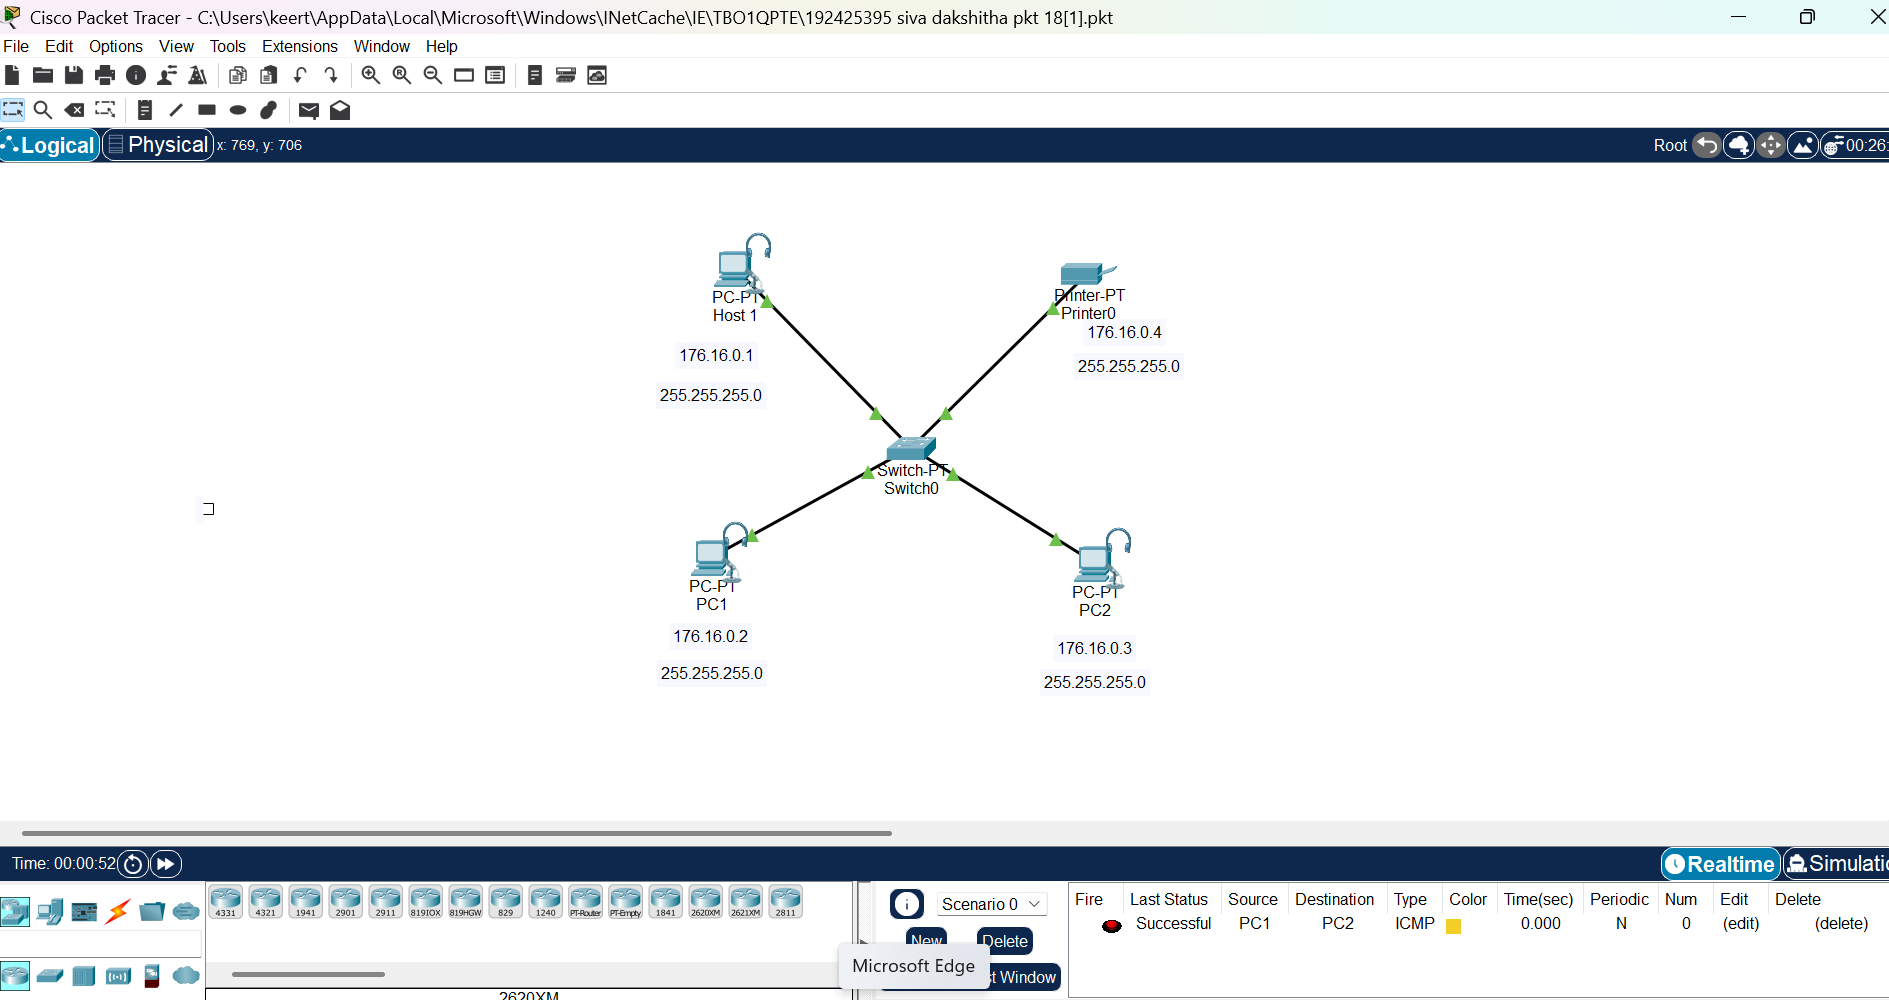 Cisco Packet Tracer - C:\Users\keert\AppData\Local\Microsoft\Windows\INetCache\IE\TBO1QPTE\192425395 siva dakshitha pkt 18[1].pkt
File Edit Options View Tools Extensions Window Help
Logical Physical x: 769, y: 706
Root 00:26:
PC-PT
Host 1
176.16.0.1
255.255.255.0
Printer-PT
Printer0
176.16.0.4
255.255.255.0
Switch-PT
Switch0
PC-PT
PC1
176.16.0.2
255.255.255.0
PC-PT
PC2
176.16.0.3
255.255.255.0
Time: 00:00:52
Realtime Simulatio
4331 4321 1941 2901 2911 819IOX 819HGW 829 1240 PT-Router PT-Empty 1841 2620XM 2621XM 2811
2620XM
Scenario 0
New Delete
t Window
Microsoft Edge
Fire Last Status Source Destination Type Color Time(sec) Periodic Num Edit Delete
Successful PC1 PC2 ICMP 0.000 N 0 (edit) (delete)